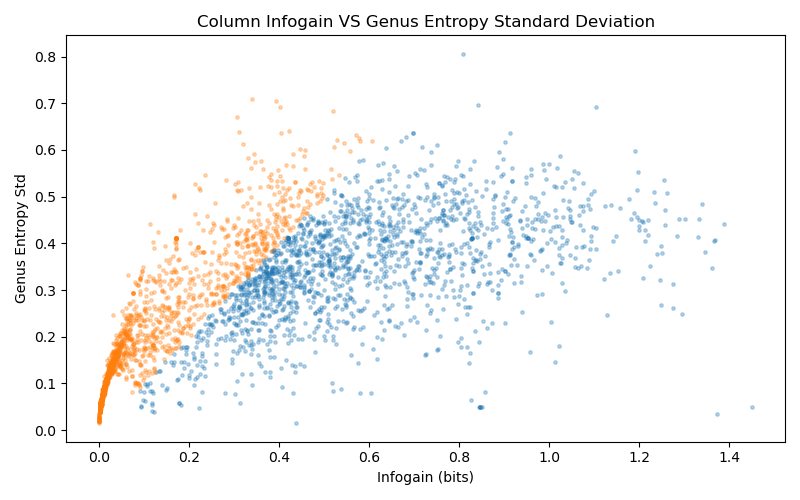 Column Infogain VS Genus Entropy Standard Deviation
Genus Entropy Std
0.8
0.7
0.6
0.5
0.4
0.3
0.2
0.1
0.0
0.0 0.2 0.4 0.6 0.8 1.0 1.2 1.4
Infogain (bits)